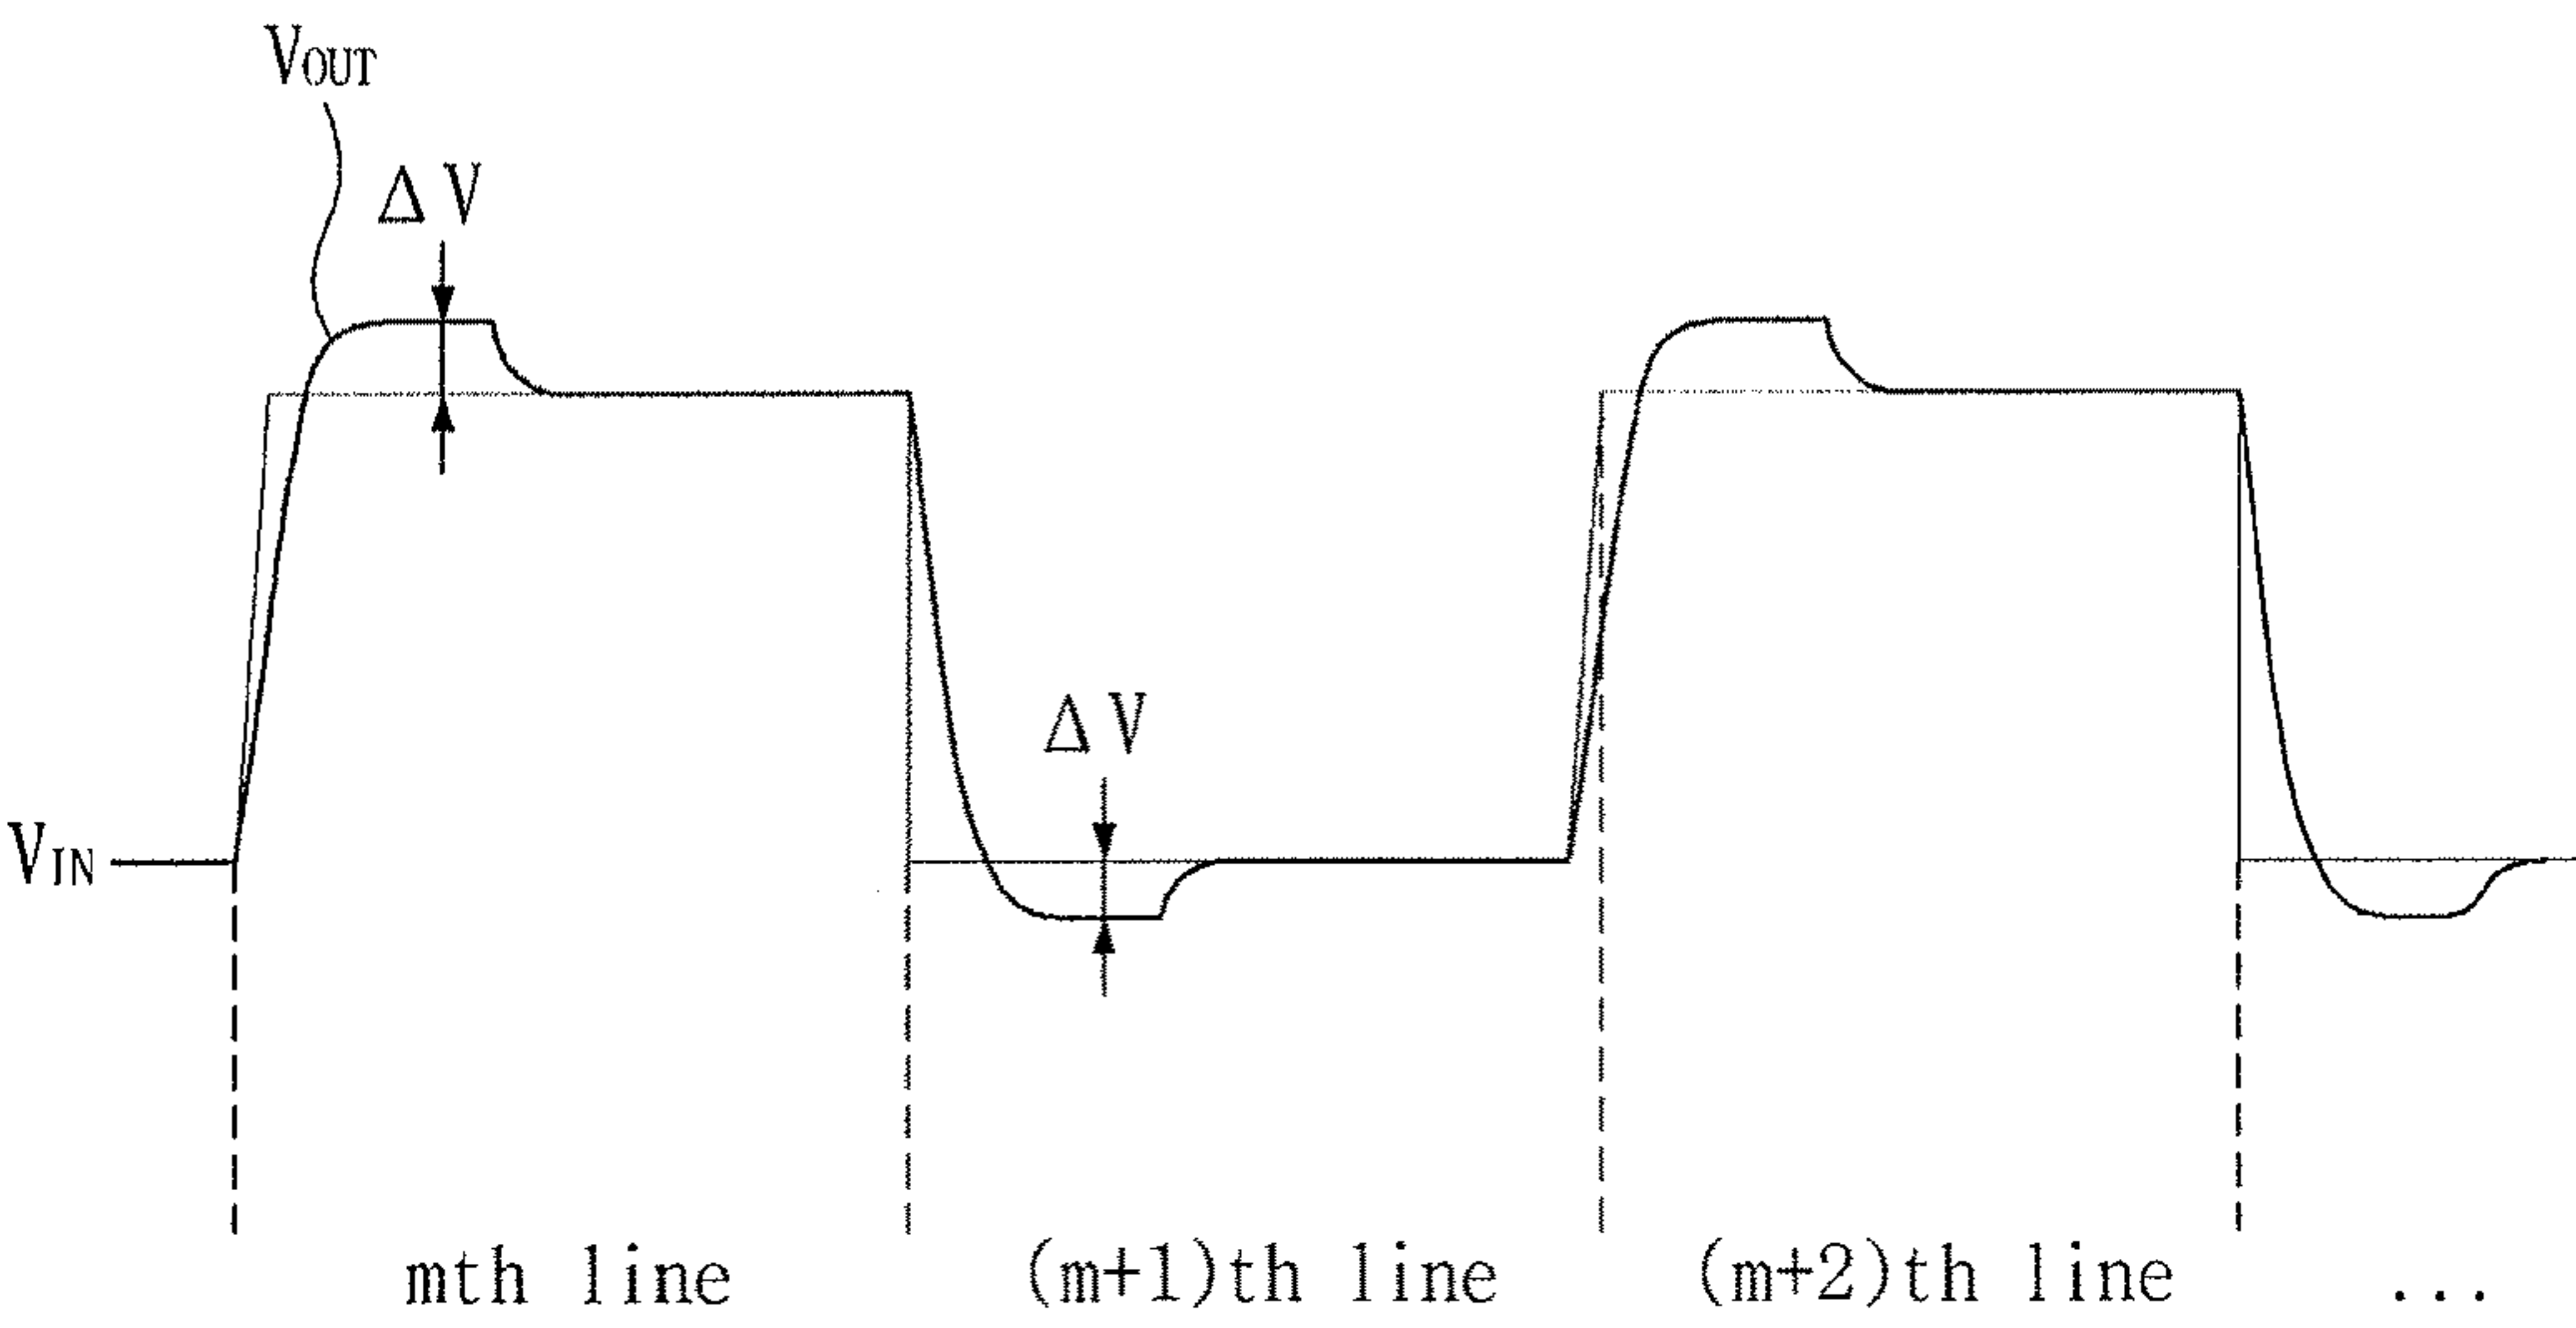 VOUT
ΔV
ΔV
VIN
mth line
(m+1)th line
(m+2)th line
...